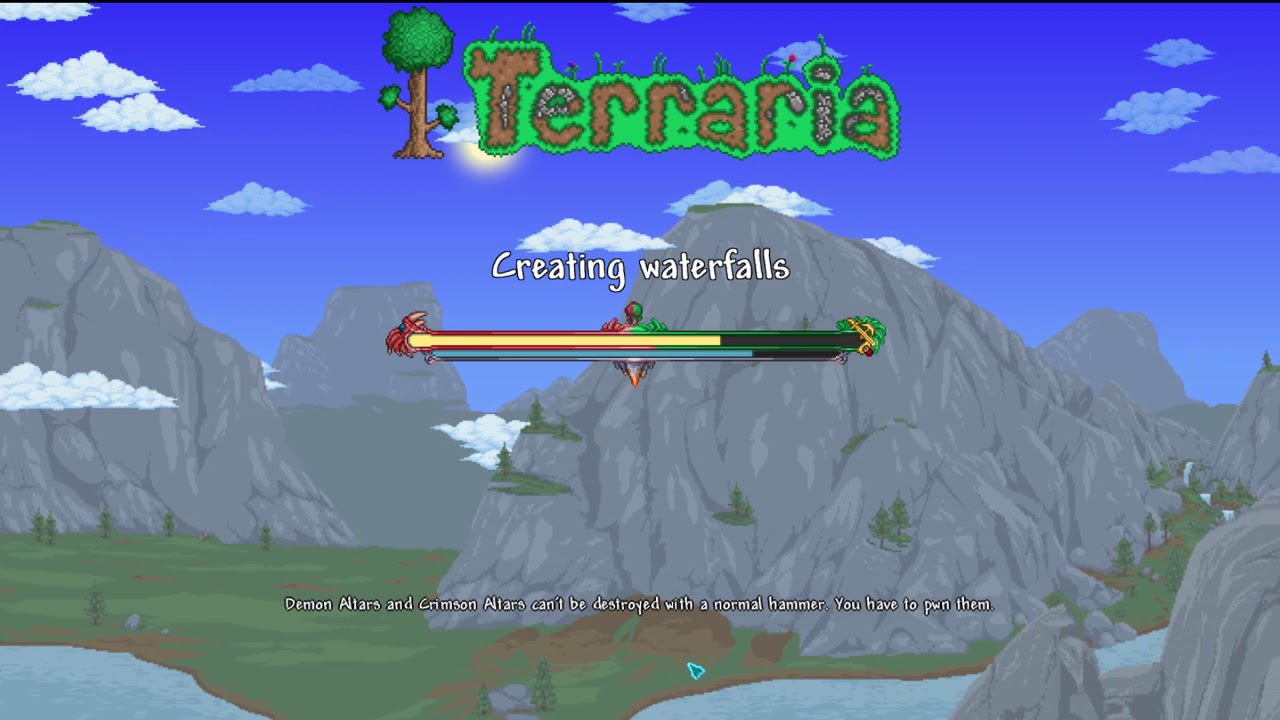 Terraria
Creating waterfalls
Demon Altars and Crimson Altars can't be destroyed with a normal hammer. You have to pwn them.